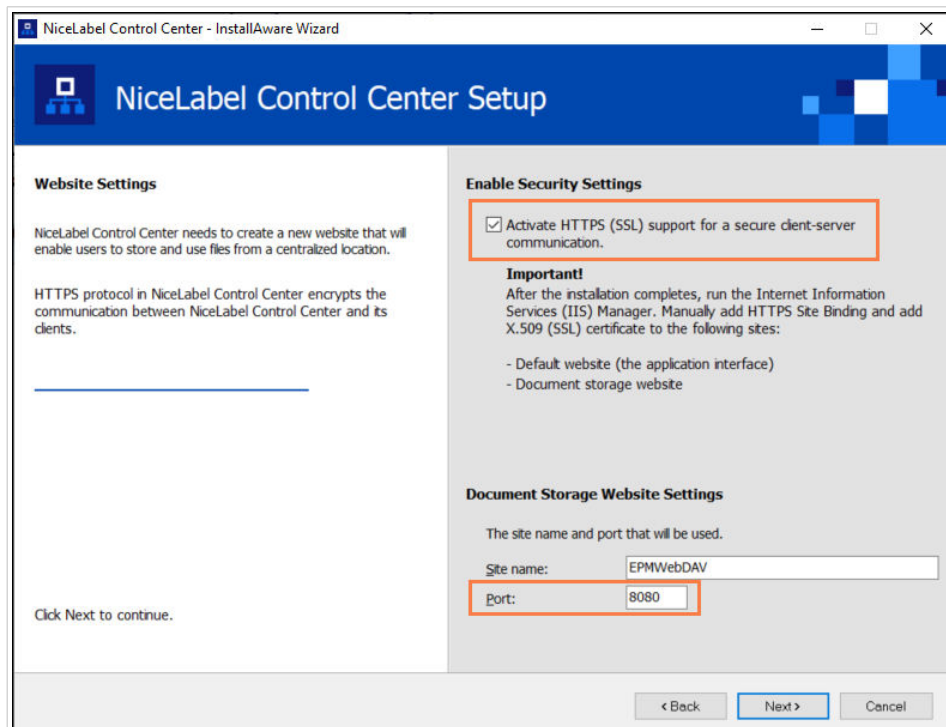 NiceLabel Control Center - InstallAware Wizard
NiceLabel Control Center Setup
Website Settings
NiceLabel Control Center needs to create a new website that will
enable users to store and use files from a centralized location.
HTTPS protocol in NiceLabel Control Center encrypts the
communication between NiceLabel Control Center and its
clients.
Click Next to continue.
Enable Security Settings
Activate HTTPS (SSL) support for a secure client-server
communication.
Important!
After the installation completes, run the Internet Information
Services (IIS) Manager. Manually add HTTPS Site Binding and add
X.509 (SSL) certificate to the following sites:
- Default website (the application interface)
- Document storage website
Document Storage Website Settings
The site name and port that will be used.
Site name: EPMWebDAV
Port: 8080
< Back Next > Cancel